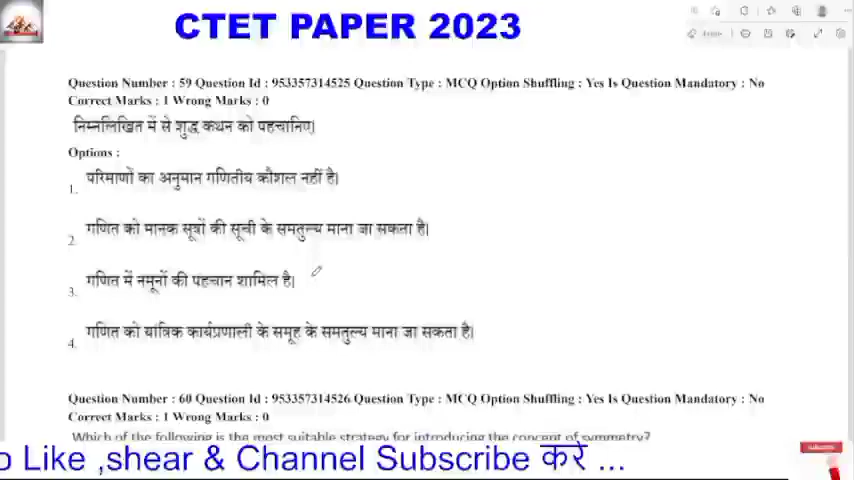 CTET PAPER 2023
Question Number : 59 Question Id : 953357314525 Question Type : MCQ Option Shuffling : Yes Is Question Mandatory : No
Correct Marks : 1 Wrong Marks : 0
निम्नलिखित में से शुद्ध कथन को पहचानिए।
Options :
1. परिमाणों का अनुमान गणितीय कौशल नहीं है।
2. गणित को मानक सूत्रों की सूची के समतुल्य माना जा सकता है।
3. गणित में नमूनों की पहचान शामिल है।
4. गणित को यांत्रिक कार्यप्रणाली के समूह के समतुल्य माना जा सकता है।
Question Number : 60 Question Id : 953357314526 Question Type : MCQ Option Shuffling : Yes Is Question Mandatory : No
Correct Marks : 1 Wrong Marks : 0
Which of the following is the most suitable strategy for introducing the concept of symmetry?
o Like ,shear & Channel Subscribe करे ...